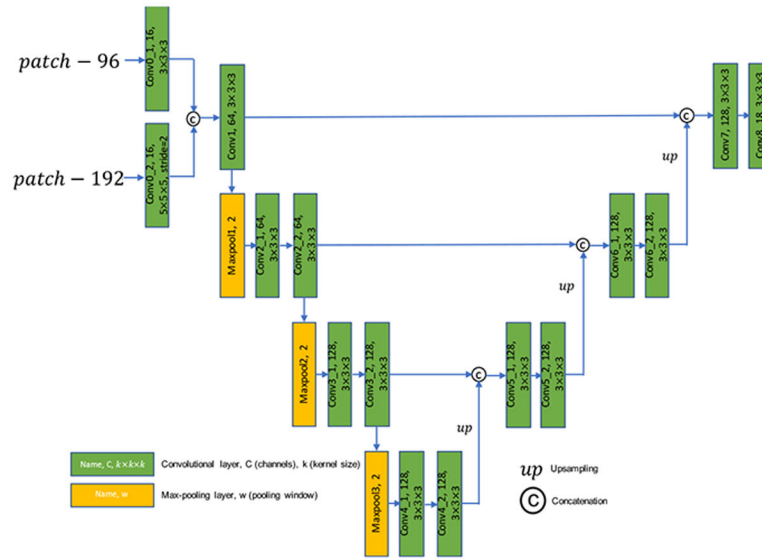 patch − 96
Conv0_1, 16,
3×3×3
patch − 192
Conv0_2, 16,
5×5×5, stride=2
C
Conv1, 64, 3×3×3
C
up
Conv7, 128, 3×3×3
Conv8, 18, 3×3×3
Maxpool1, 2
Conv2_1, 64,
3×3×3
Conv2_2, 64,
3×3×3
C
up
Conv6_1, 128,
3×3×3
Conv6_2, 128,
3×3×3
Maxpool2, 2
Conv3_1, 128,
3×3×3
Conv3_2, 128,
3×3×3
C
up
Conv5_1, 128,
3×3×3
Conv5_2, 128,
3×3×3
Maxpool3, 2
Conv4_1, 128,
3×3×3
Conv4_2, 128,
3×3×3
Name, C, k×k×k
Convolutional layer, C (channels), k (kernel size)
Name, w
Max-pooling layer, w (pooling window)
up Upsampling
C Concatenation